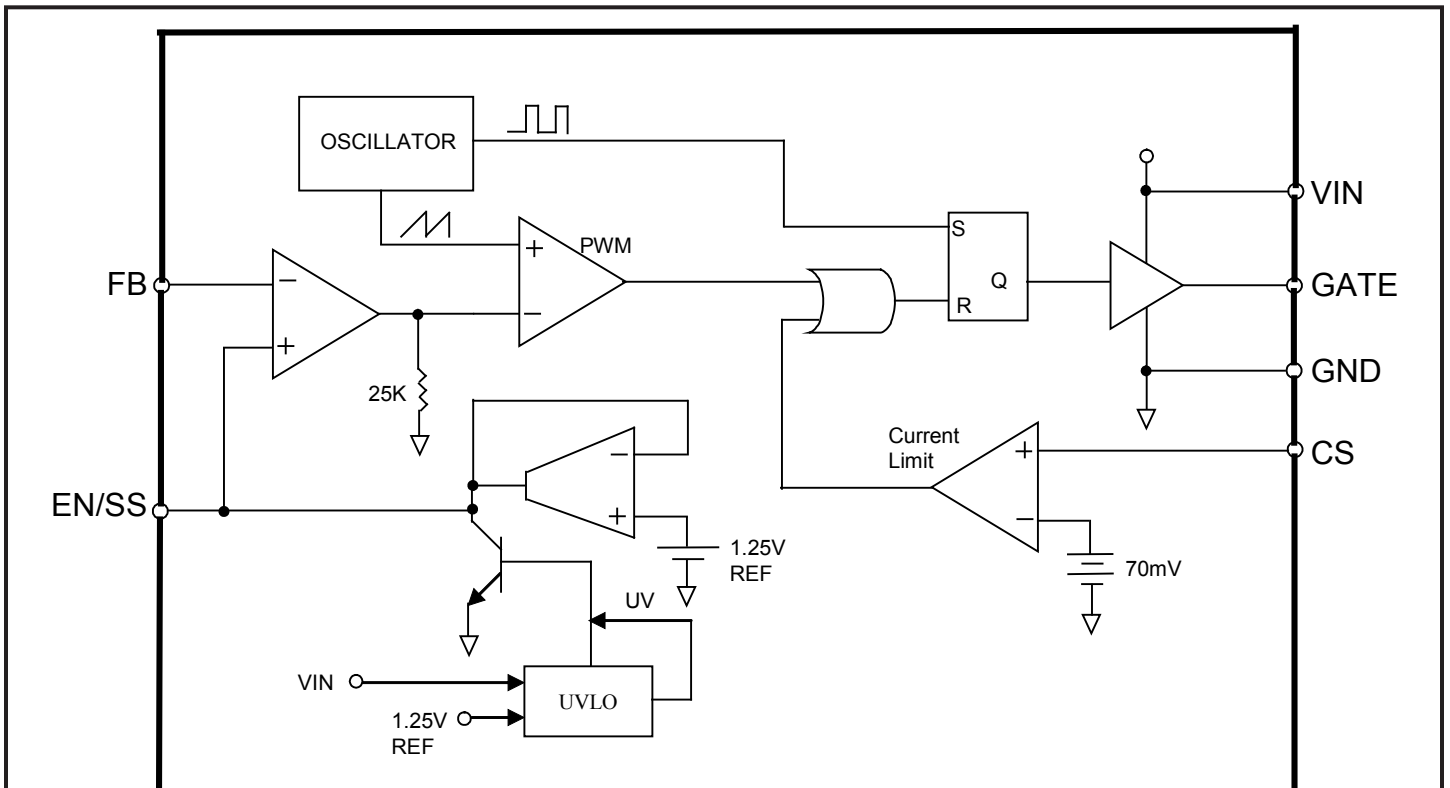 OSCILLATOR
VIN
S
+
PWM
FB
−
Q
GATE
−
R
+
GND
25K
Current
Limit
−
+
CS
EN/SS
+
−
1.25V
REF
70mV
UV
VIN
UVLO
1.25V
REF